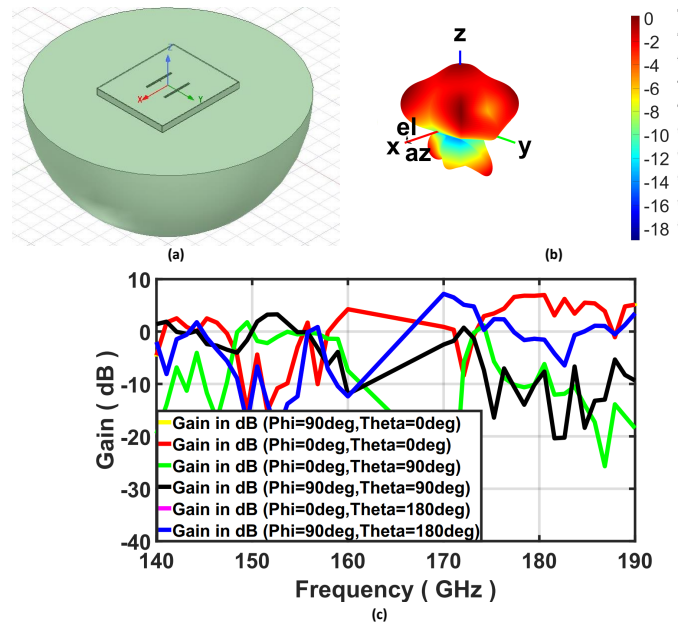 Z
X
Y
(a)
z
el
x
az
y
0
-2
-4
-6
-8
-10
-12
-14
-16
-18
(b)
10
0
-10
-20
-30
-40
Gain ( dB )
Gain in dB (Phi=90deg,Theta=0deg)
Gain in dB (Phi=0deg,Theta=0deg)
Gain in dB (Phi=0deg,Theta=90deg)
Gain in dB (Phi=90deg,Theta=90deg)
Gain in dB (Phi=0deg,Theta=180deg)
Gain in dB (Phi=90deg,Theta=180deg)
140
150
160
170
180
190
Frequency ( GHz )
(c)